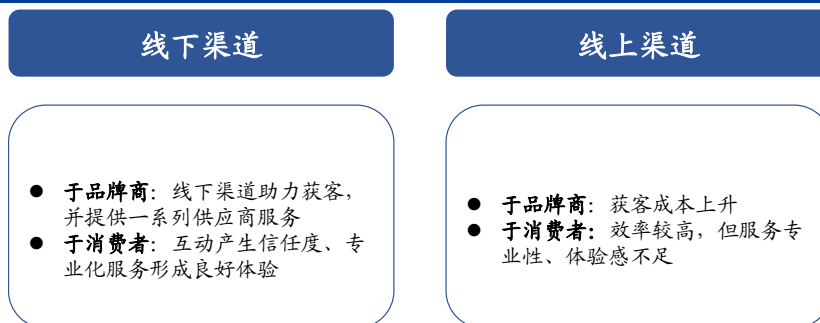 线下渠道
线上渠道
● 于品牌商：线下渠道助力获客，
并提供一系列供应商服务
● 于消费者：互动产生信任度、专
业化服务形成良好体验
● 于品牌商：获客成本上升
● 于消费者：效率较高，但服务专
业性、体验感不足